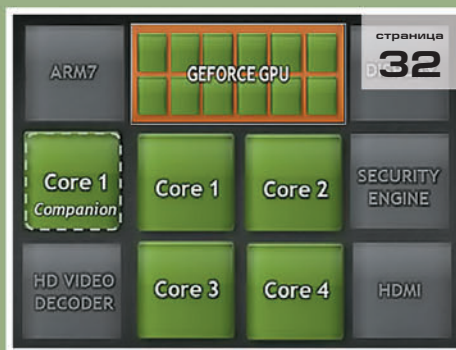 страница
32
ARM7
GEFORCE GPU
Core 1
Companion
Core 1
Core 2
SECURITY
ENGINE
HD VIDEO
DECODER
Core 3
Core 4
HDMI